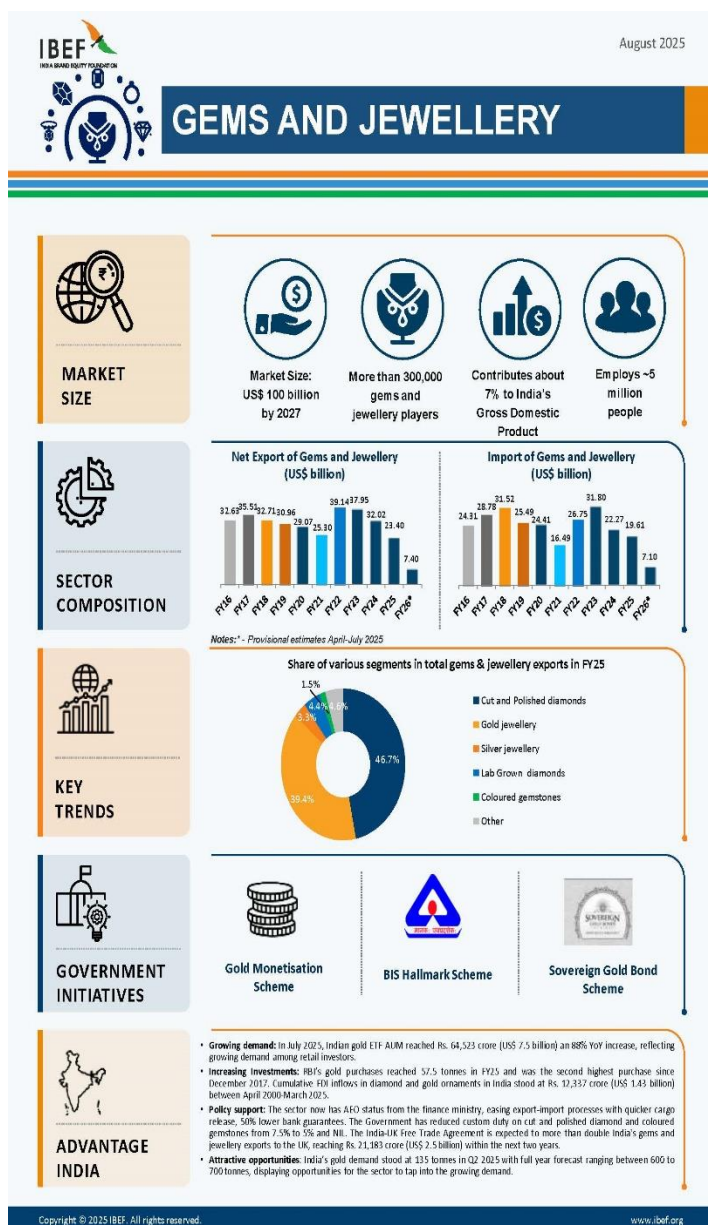 IBEF
INDIA BRAND EQUITY FOUNDATION
August 2025
GEMS AND JEWELLERY
MARKET
SIZE
Market Size:
US$ 100 billion
by 2027
More than 300,000
gems and
jewellery players
Contributes about
7% to India's
Gross Domestic
Product
Employs ~5
million
people
SECTOR
COMPOSITION
Net Export of Gems and Jewellery
(US$ billion)
32.63 35.51 32.71 30.96 29.07 25.30 39.14 37.95 32.02 23.40 7.40
FY16 FY17 FY18 FY19 FY20 FY21 FY22 FY23 FY24 FY25 FY26*
Import of Gems and Jewellery
(US$ billion)
24.31 28.78 31.52 25.49 24.41 16.49 26.75 31.80 22.27 19.61 7.10
FY16 FY17 FY18 FY19 FY20 FY21 FY22 FY23 FY24 FY25 FY26*
Notes:* - Provisional estimates April-July 2025
KEY
TRENDS
Share of various segments in total gems & jewellery exports in FY25
1.5%
4.4% 4.6%
3.3%
46.7%
39.4%
Cut and Polished diamonds
Gold jewellery
Silver jewellery
Lab Grown diamonds
Coloured gemstones
Other
GOVERNMENT
INITIATIVES
Gold Monetisation
Scheme
मानक: पथप्रदर्शक:
BIS Hallmark Scheme
SOVEREIGN
GOLD BOND
Sovereign Gold Bond
Scheme
ADVANTAGE
INDIA
• Growing demand: In July 2025, Indian gold ETF AUM reached Rs. 64,523 crore (US$ 7.5 billion) an 88% YoY increase, reflecting
growing demand among retail investors.
• Increasing Investments: RBI's gold purchases reached 57.5 tonnes in FY25 and was the second highest purchase since
December 2017. Cumulative FDI inflows in diamond and gold ornaments in India stood at Rs. 12,337 crore (US$ 1.43 billion)
between April 2000-March 2025.
• Policy support: The sector now has AEO status from the finance ministry, easing export-import processes with quicker cargo
release, 50% lower bank guarantees. The Government has reduced custom duty on cut and polished diamond and coloured
gemstones from 7.5% to 5% and NIL. The India-UK Free Trade Agreement is expected to more than double India's gems and
jewellery exports to the UK, reaching Rs. 21,183 crore (US$ 2.5 billion) within the next two years.
• Attractive opportunities: India's gold demand stood at 135 tonnes in Q2 2025 with full year forecast ranging between 600 to
700 tonnes, displaying opportunities for the sector to tap into the growing demand.
Copyright © 2025 IBEF. All rights reserved.
www.ibef.org